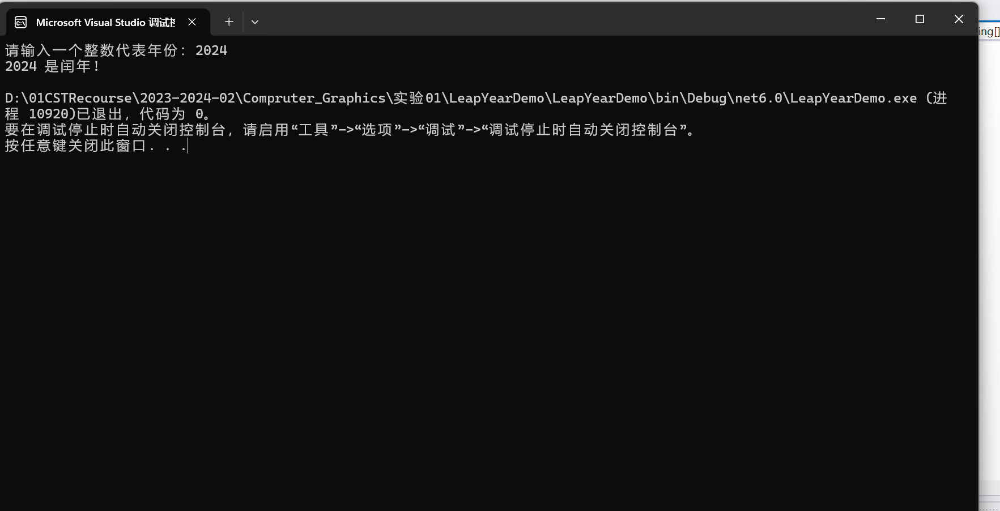 Microsoft Visual Studio 调试
ing[]
请输入一个整数代表年份：2024
2024 是闰年！
D:\01CSTRecourse\2023-2024-02\Compruter_Graphics\实验01\LeapYearDemo\LeapYearDemo\bin\Debug\net6.0\LeapYearDemo.exe (进
程 10920)已退出，代码为 0。
要在调试停止时自动关闭控制台，请启用“工具”->“选项”->“调试”->“调试停止时自动关闭控制台”。
按任意键关闭此窗口. . .